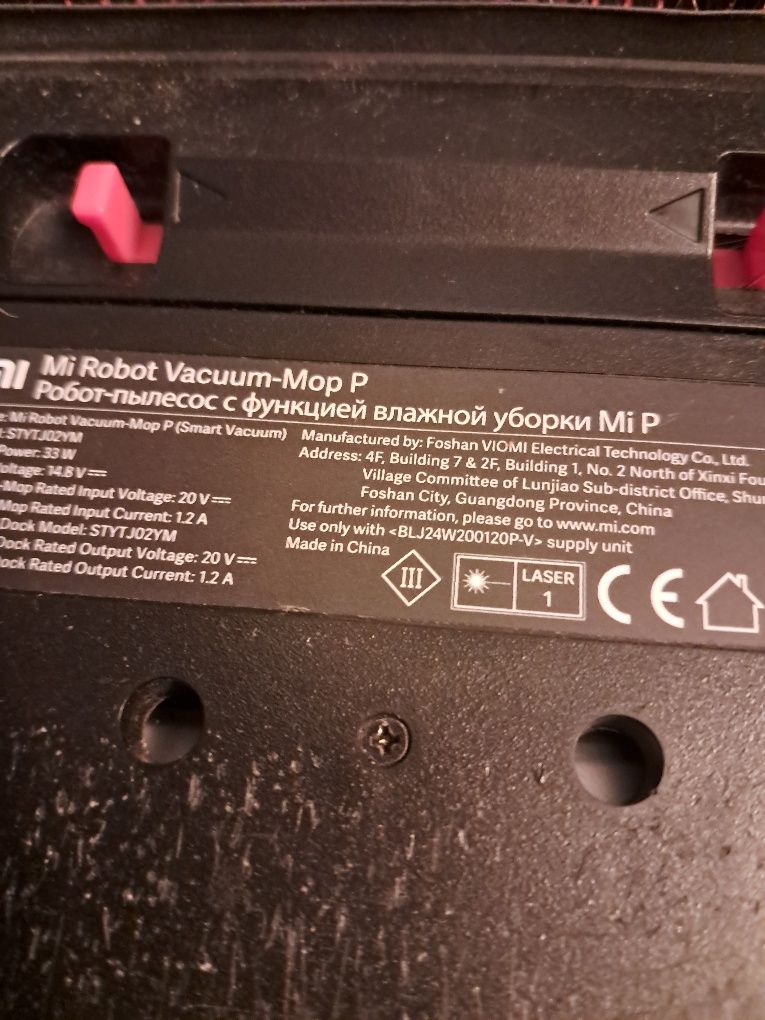 Mi Robot Vacuum-Mop P
Робот-пылесос с функцией влажной уборки Mi P
Mi Robot Vacuum-Mop P (Smart Vacuum)
STYTJ02YM
Power: 33 W
Voltage: 14.8 V
-Mop Rated Input Voltage: 20 V
Mop Rated Input Current: 1.2 A
Dock Model: STYTJ02YM
Dock Rated Output Voltage: 20 V
Dock Rated Output Current: 1.2 A
Manufactured by: Foshan VIOMI Electrical Technology Co., Ltd.
Address: 4F, Building 7 & 2F, Building 1, No. 2 North of Xinxi Fou
Village Committee of Lunjiao Sub-district Office, Shu
Foshan City, Guangdong Province, China
For further information, please go to www.mi.com
Use only with <BLJ24W200120P-V> supply unit
Made in China
III
LASER
1
CE